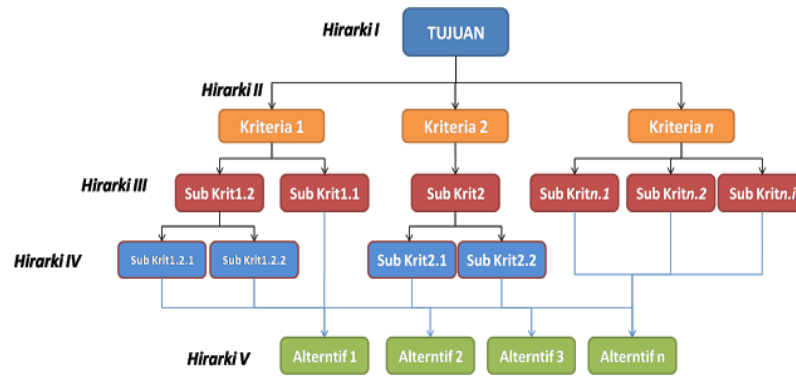 Hirarki I
TUJUAN
Hirarki II
Kriteria 1
Kriteria 2
Kriteria n
Hirarki III
Sub Krit1.2
Sub Krit1.1
Sub Krit2
Sub Kritn.1
Sub Kritn.2
Sub Kritn.i
Hirarki IV
Sub Krit1.2.1
Sub Krit1.2.2
Sub Krit2.1
Sub Krit2.2
Hirarki V
Alterntif 1
Alterntif 2
Alterntif 3
Alterntif n